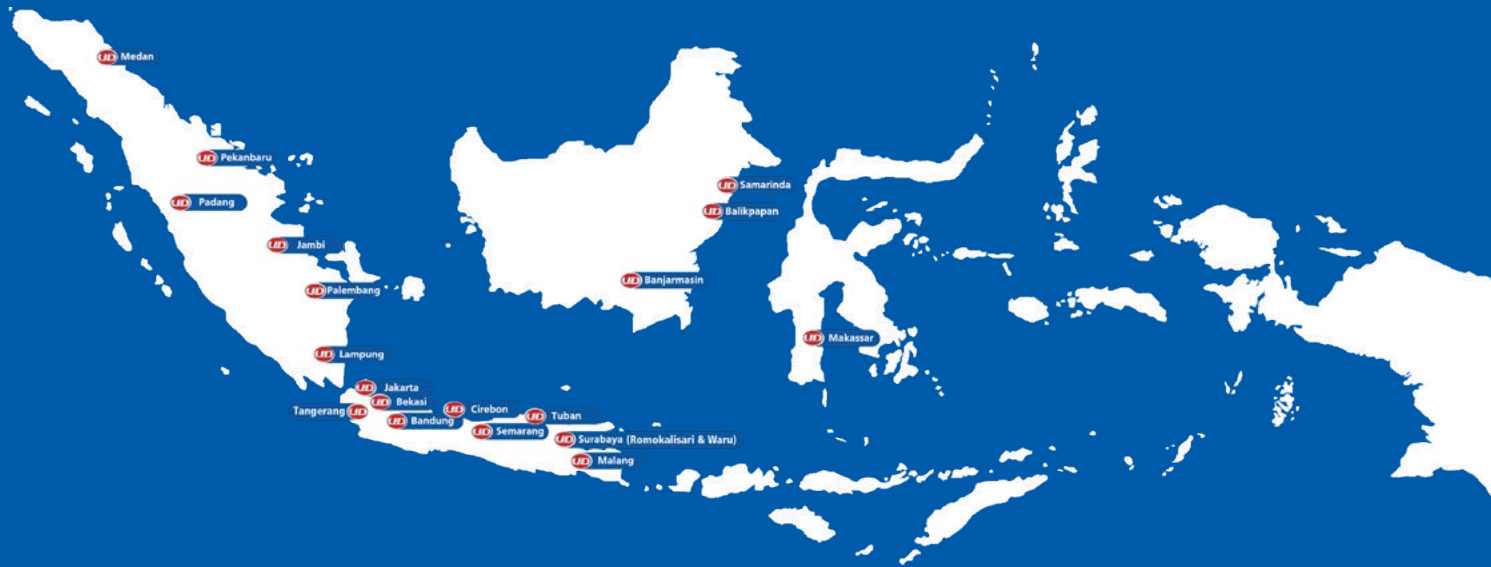 UD Medan
UD Pekanbaru
UD Padang
UD Samarinda
UD Balikpapan
UD Jambi
UD Banjarmasin
UD Palembang
UD Makassar
UD Lampung
UD Jakarta
UD Bekasi
Tangerang UD
UD Cirebon
UD Tuban
UD Bandung
UD Semarang
UD Surabaya (Romokalisari & Waru)
UD Malang